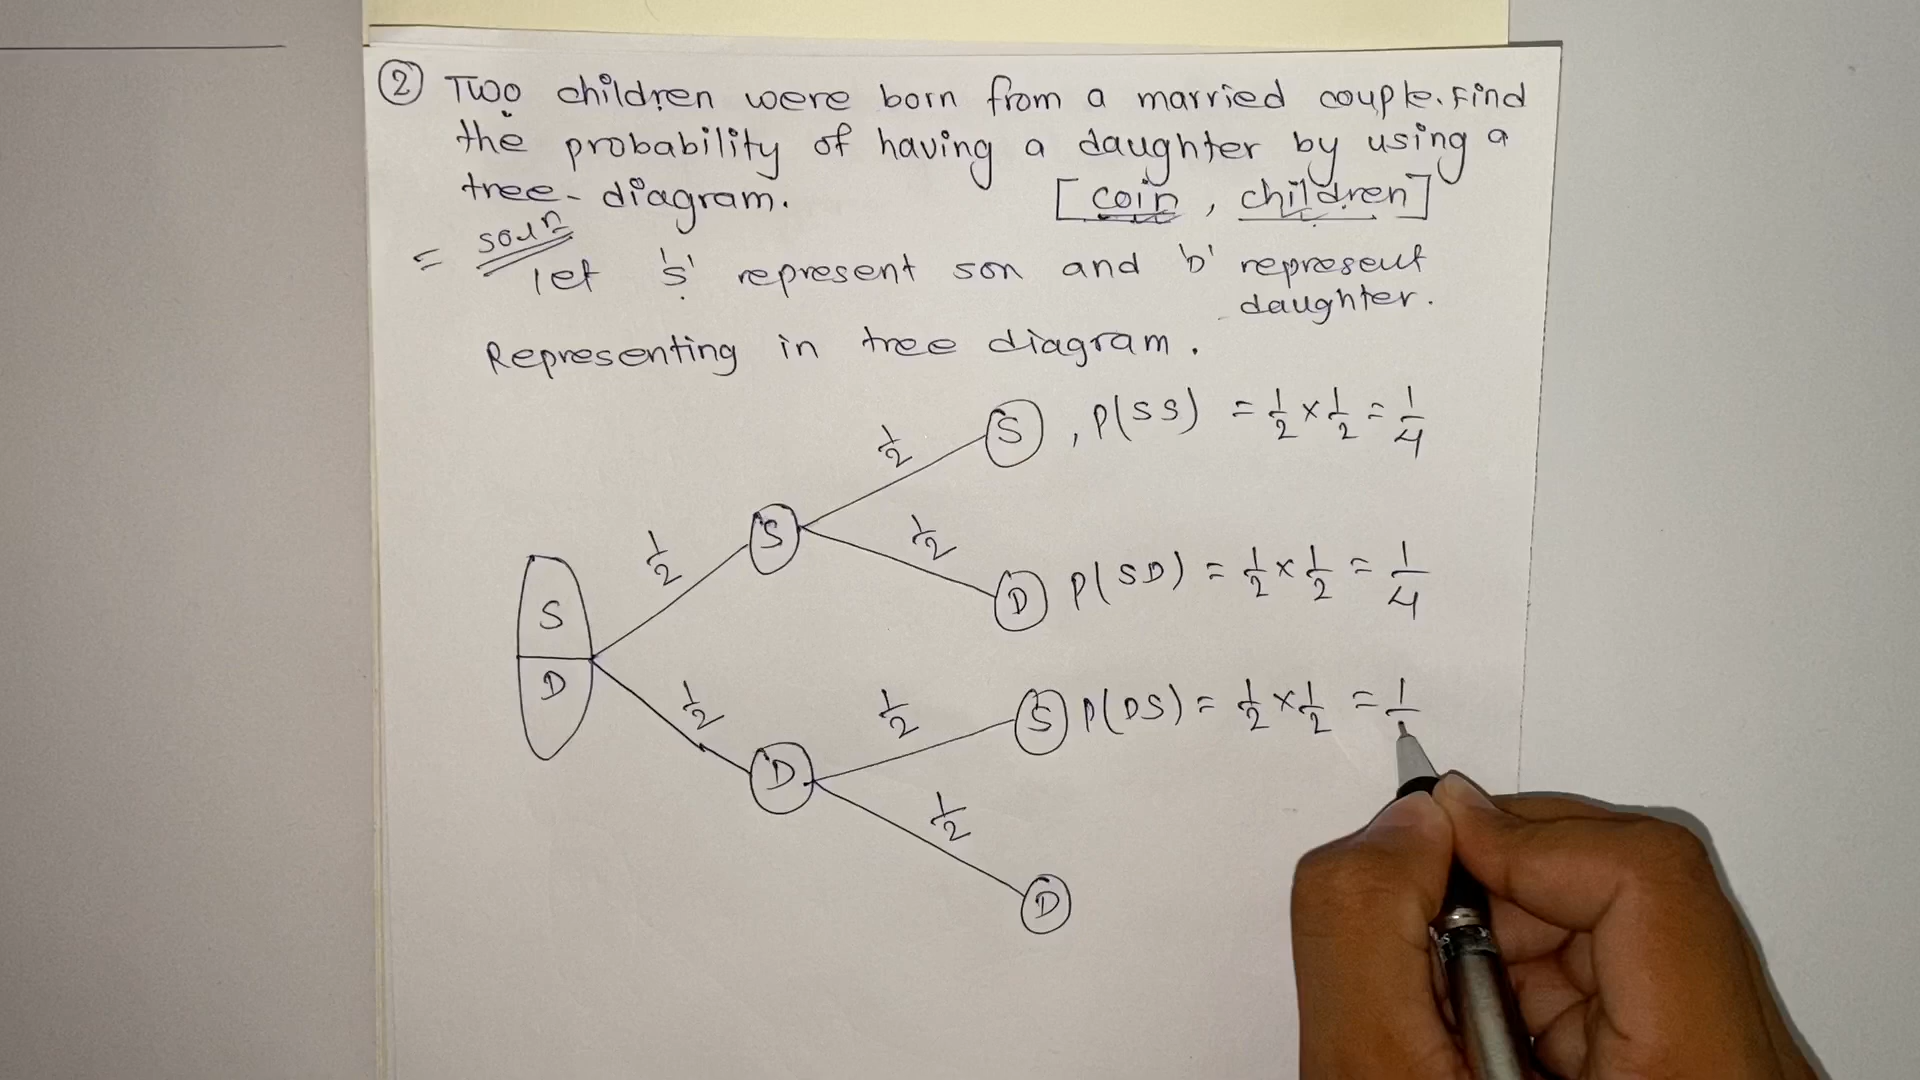 ② Two children were born from a married couple. Find
the probability of having a daughter by using a
tree-diagram. [coin, children]
= solⁿ
let 's' represent son and 'D' represent
daughter.
Representing in tree diagram.
1/2 S , P(SS) = 1/2 × 1/2 = 1/4
1/2 S 1/2
D P(SD) = 1/2 × 1/2 = 1/4
S
D
1/2 1/2 S P(DS) = 1/2 × 1/2 = 1
D 1/2
D